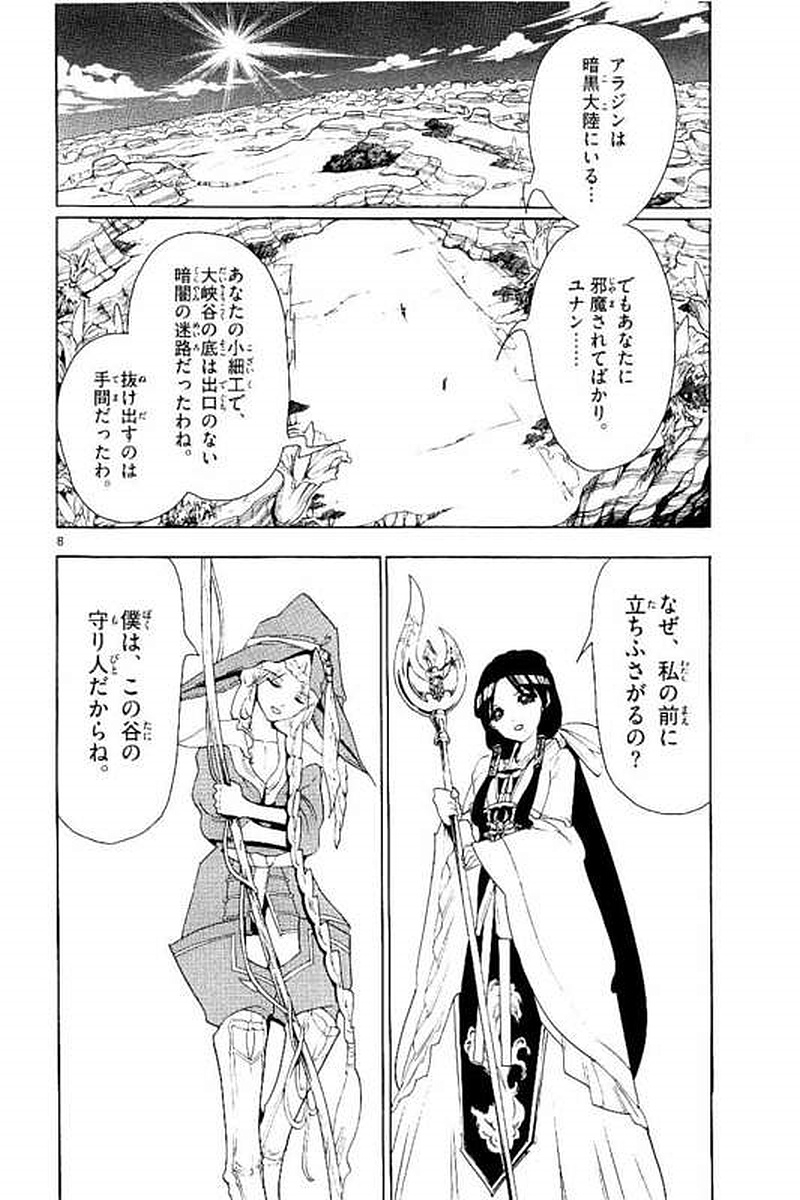 アラジンは
暗黒大陸にいる…
でもあなたに
邪魔されてばかり。
ユナン……
あなたの小細工で、
大峡谷の底は出口のない
暗闇の迷路だったわね。
抜け出すのは
手間だったわ。
8
なぜ、私の前に
立ちふさがるの?
僕は、この谷の
守り人だからね。